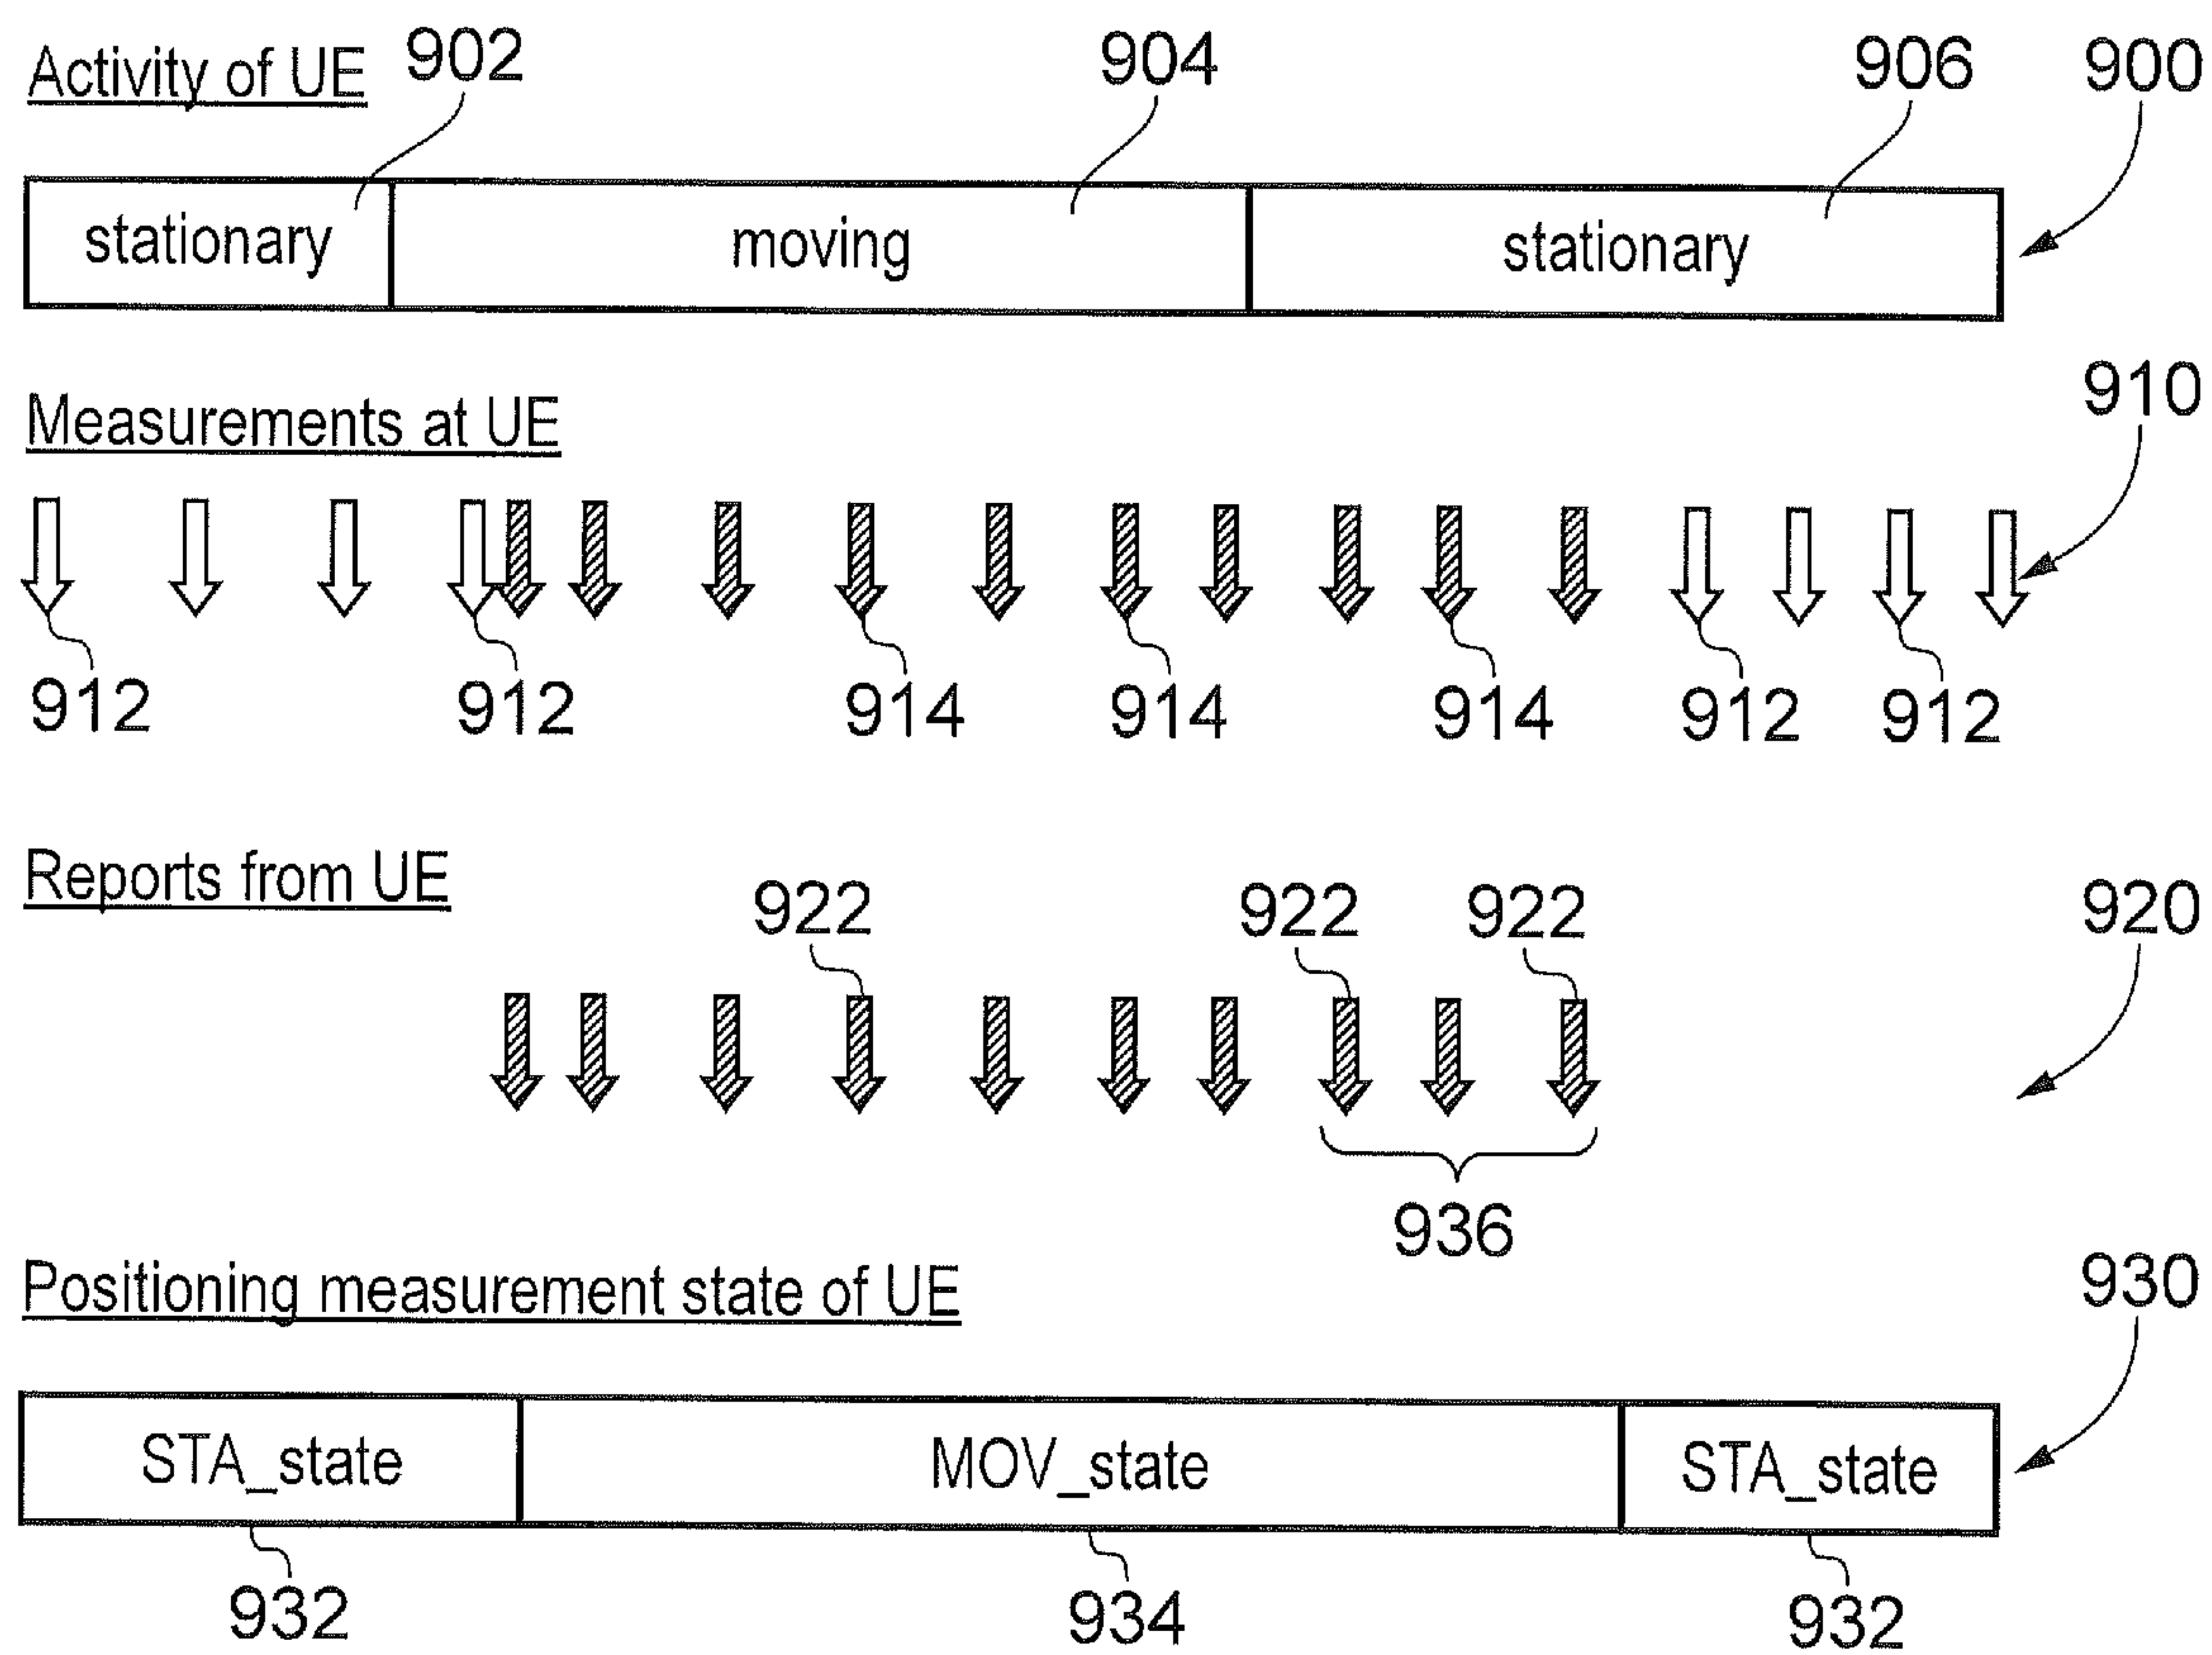 Activity of UE 902 904 906 900
stationary moving stationary
Measurements at UE 910
912 912 914 914 914 912 912
Reports from UE 922 922 922 920
936
Positioning measurement state of UE 930
STA_state MOV_state STA_state
932 934 932